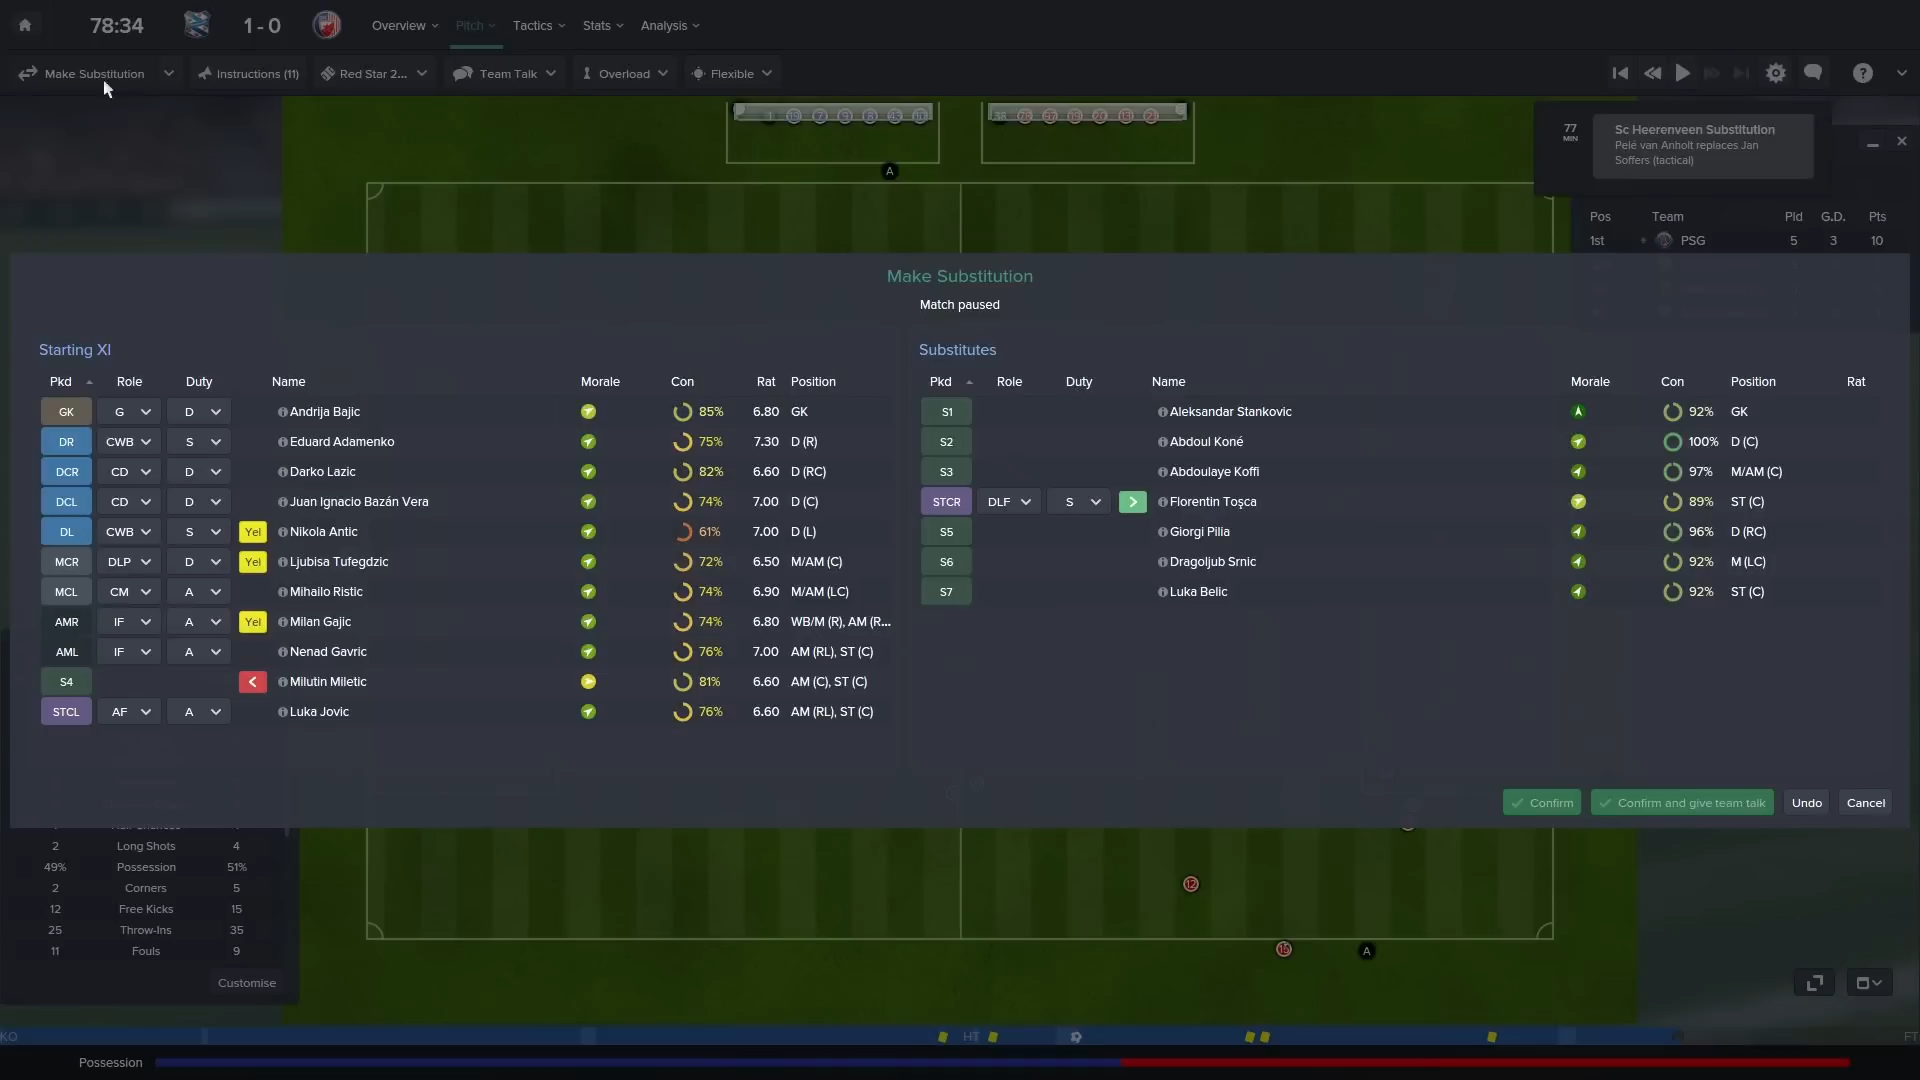 78:34 1 - 0 Overview Pitch Tactics Stats Analysis
Make Substitution Instructions (11) Red Star 2... Team Talk Overload Flexible
77 MIN
Sc Heerenveen Substitution
Pelé van Anholt replaces Jan
Soffers (tactical)
A
Pos Team Pld G.D. Pts
1st PSG 5 3 10
Make Substitution
Match paused
Starting XI
Pkd Role Duty Name Morale Con Rat Position
GK G D Andrija Bajic 85% 6.80 GK
DR CWB S Eduard Adamenko 75% 7.30 D (R)
DCR CD D Darko Lazic 82% 6.60 D (RC)
DCL CD D Juan Ignacio Bazán Vera 74% 7.00 D (C)
DL CWB S Yel Nikola Antic 61% 7.00 D (L)
MCR DLP D Yel Ljubisa Tufegdzic 72% 6.50 M/AM (C)
MCL CM A Mihailo Ristic 74% 6.90 M/AM (LC)
AMR IF A Yel Milan Gajic 74% 6.80 WB/M (R), AM (R...
AML IF A Nenad Gavric 76% 7.00 AM (RL), ST (C)
S4 Milutin Miletic 81% 6.60 AM (C), ST (C)
STCL AF A Luka Jovic 76% 6.60 AM (RL), ST (C)
Substitutes
Pkd Role Duty Name Morale Con Position Rat
S1 Aleksandar Stankovic 92% GK
S2 Abdoul Koné 100% D (C)
S3 Abdoulaye Koffi 97% M/AM (C)
STCR DLF S Florentin Toşca 89% ST (C)
S5 Giorgi Pilia 96% D (RC)
S6 Dragoljub Srnic 92% M (LC)
S7 Luka Belic 92% ST (C)
Confirm Confirm and give team talk Undo Cancel
2 Long Shots 4
49% Possession 51%
2 Corners 5
12 Free Kicks 15
25 Throw-Ins 35
11 Fouls 9
Customise
12
19
A
KO HT FT
Possession